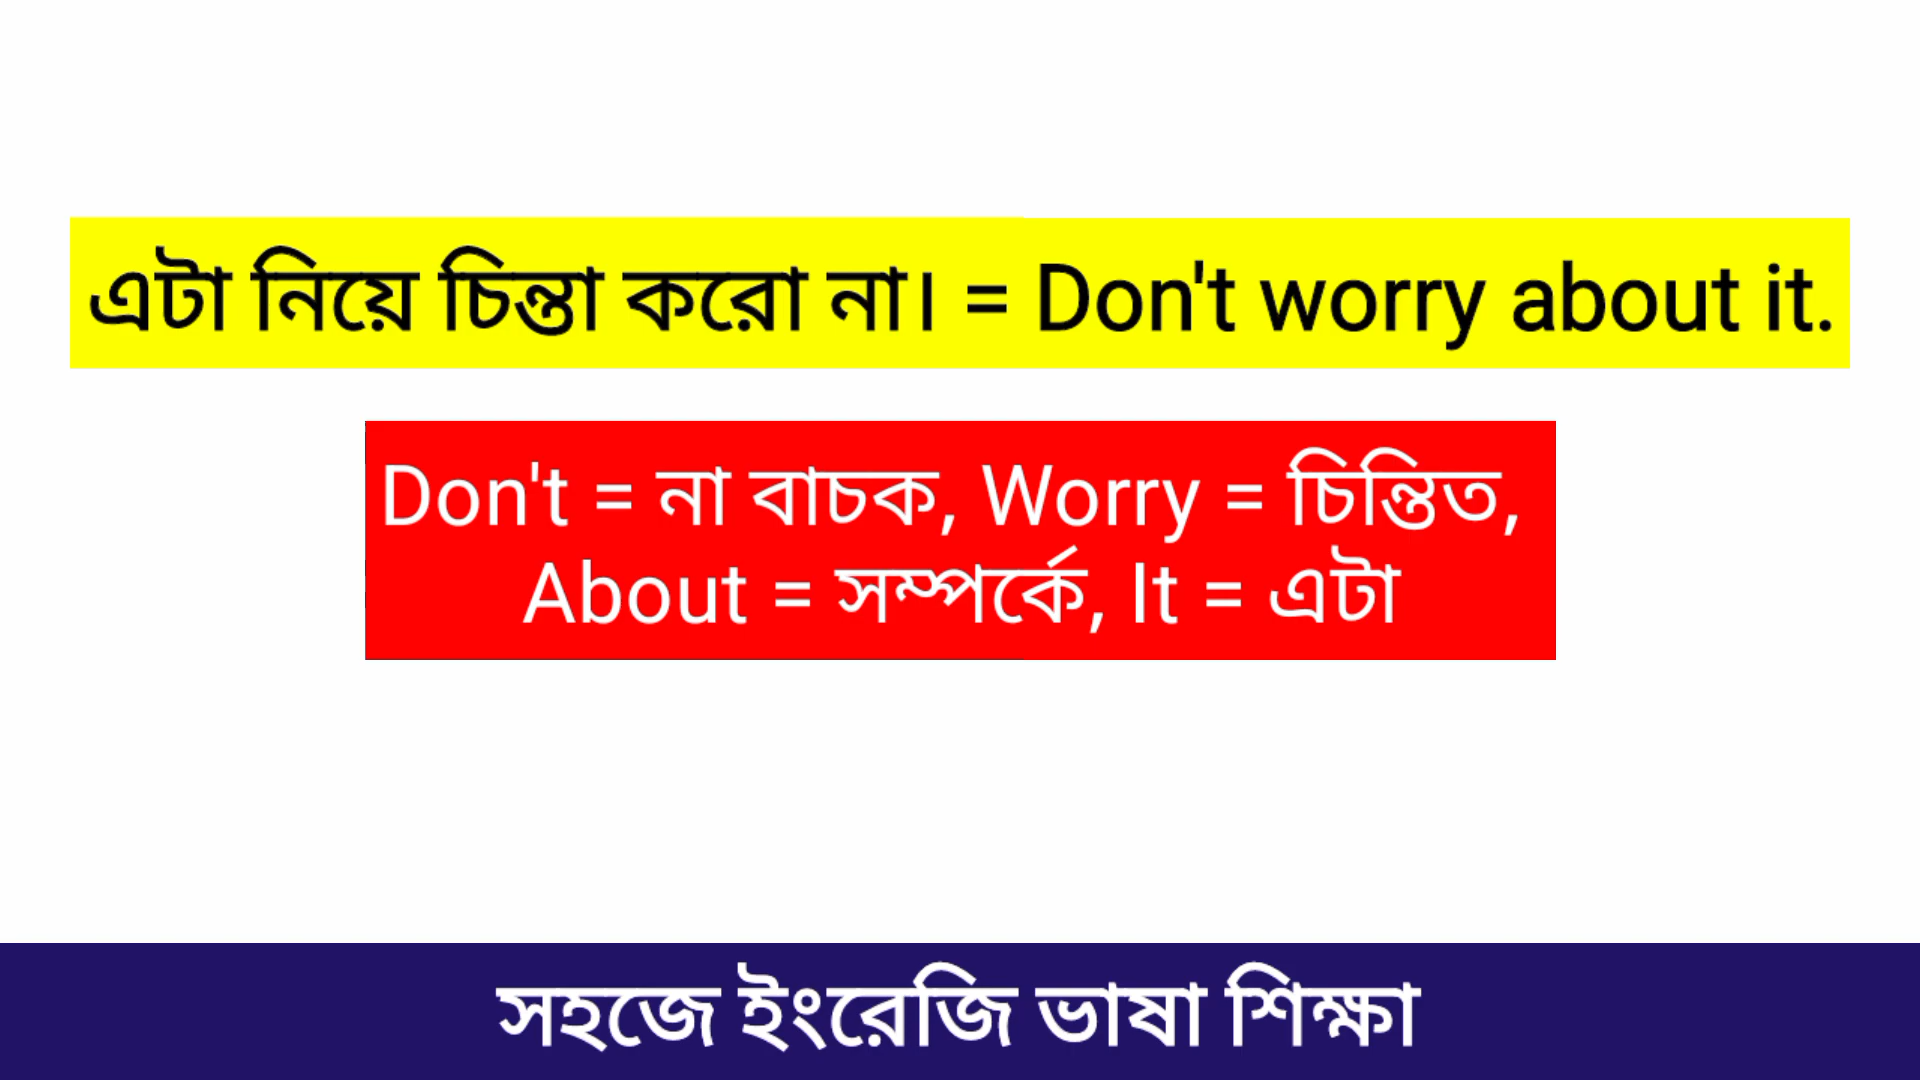 এটা নিয়ে চিন্তা করো না। = Don't worry about it.
Don't = না বাচক, Worry = চিন্তিত,
About = সম্পর্কে, It = এটা
সহজে ইংরেজি ভাষা শিক্ষা